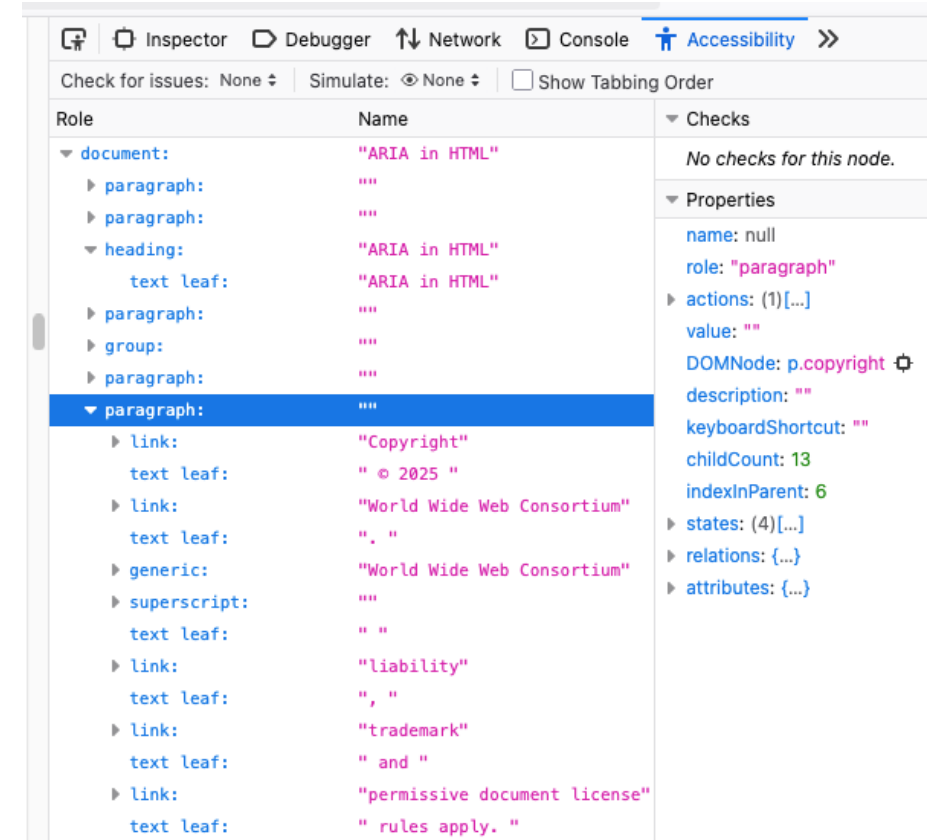 Inspector Debugger Network Console Accessibility
Check for issues: None Simulate: None Show Tabbing Order
Role Name
document: "ARIA in HTML"
paragraph: ""
paragraph: ""
heading: "ARIA in HTML"
text leaf: "ARIA in HTML"
paragraph: ""
group: ""
paragraph: ""
paragraph: ""
link: "Copyright"
text leaf: " © 2025 "
link: "World Wide Web Consortium"
text leaf: ". "
generic: "World Wide Web Consortium"
superscript: ""
text leaf: " "
link: "liability"
text leaf: ", "
link: "trademark"
text leaf: " and "
link: "permissive document license"
text leaf: " rules apply. "
Checks
No checks for this node.
Properties
name: null
role: "paragraph"
actions: (1)[…]
value: ""
DOMNode: p.copyright
description: ""
keyboardShortcut: ""
childCount: 13
indexInParent: 6
states: (4)[…]
relations: {…}
attributes: {…}